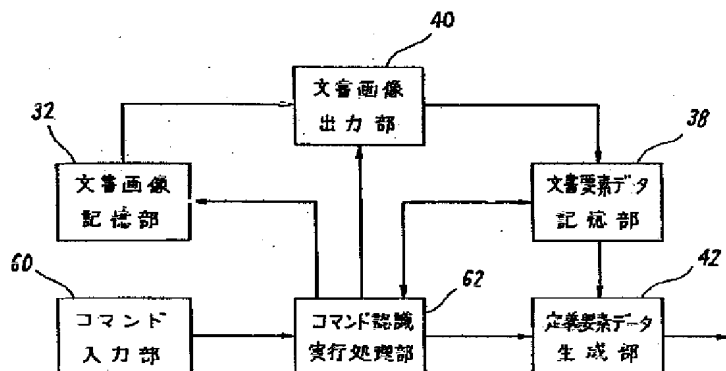 40
文書画像
出力部
32
38
文書画像
記憶部
文書要素データ
記憶部
60
62
42
コマンド
入力部
コマンド認識
実行処理部
定義要素データ
生成部